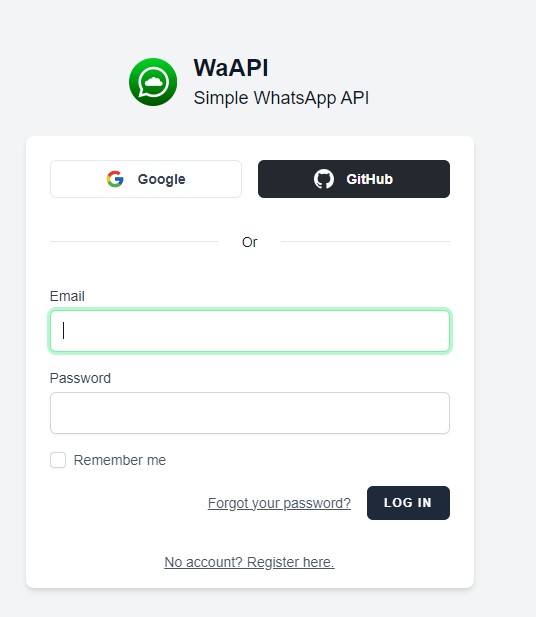 WaAPI
Simple WhatsApp API
Google
GitHub
Or
Email
Password
Remember me
Forgot your password?
LOG IN
No account? Register here.